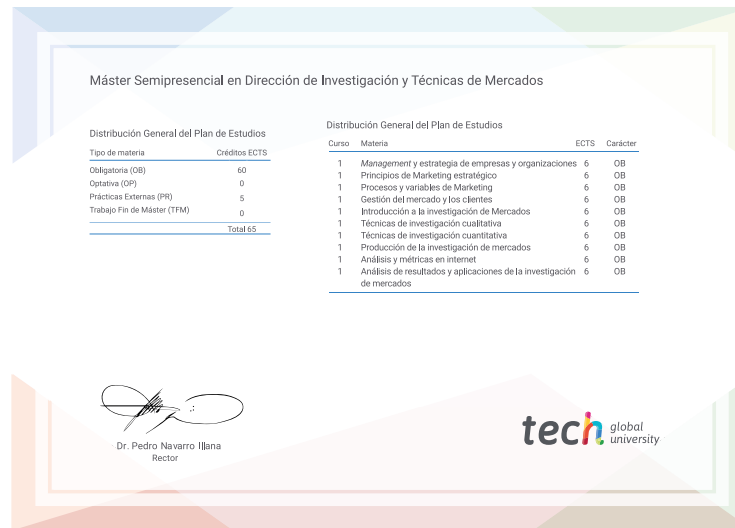 Máster Semipresencial en Dirección de Investigación y Técnicas de Mercados
Distribución General del Plan de Estudios
Tipo de materia Créditos ECTS
Obligatoria (OB) 60
Optativa (OP) 0
Prácticas Externas (PR) 5
Trabajo Fin de Máster (TFM) 0
Total 65
Distribución General del Plan de Estudios
Curso Materia ECTS Carácter
1 Management y estrategia de empresas y organizaciones 6 OB
1 Principios de Marketing estratégico 6 OB
1 Procesos y variables de Marketing 6 OB
1 Gestión del mercado y los clientes 6 OB
1 Introducción a la investigación de Mercados 6 OB
1 Técnicas de investigación cualitativa 6 OB
1 Técnicas de investigación cuantitativa 6 OB
1 Producción de la investigación de mercados 6 OB
1 Análisis y métricas en internet 6 OB
1 Análisis de resultados y aplicaciones de la investigación 6 OB
de mercados
Dr. Pedro Navarro Illana
Rector
tech global
university